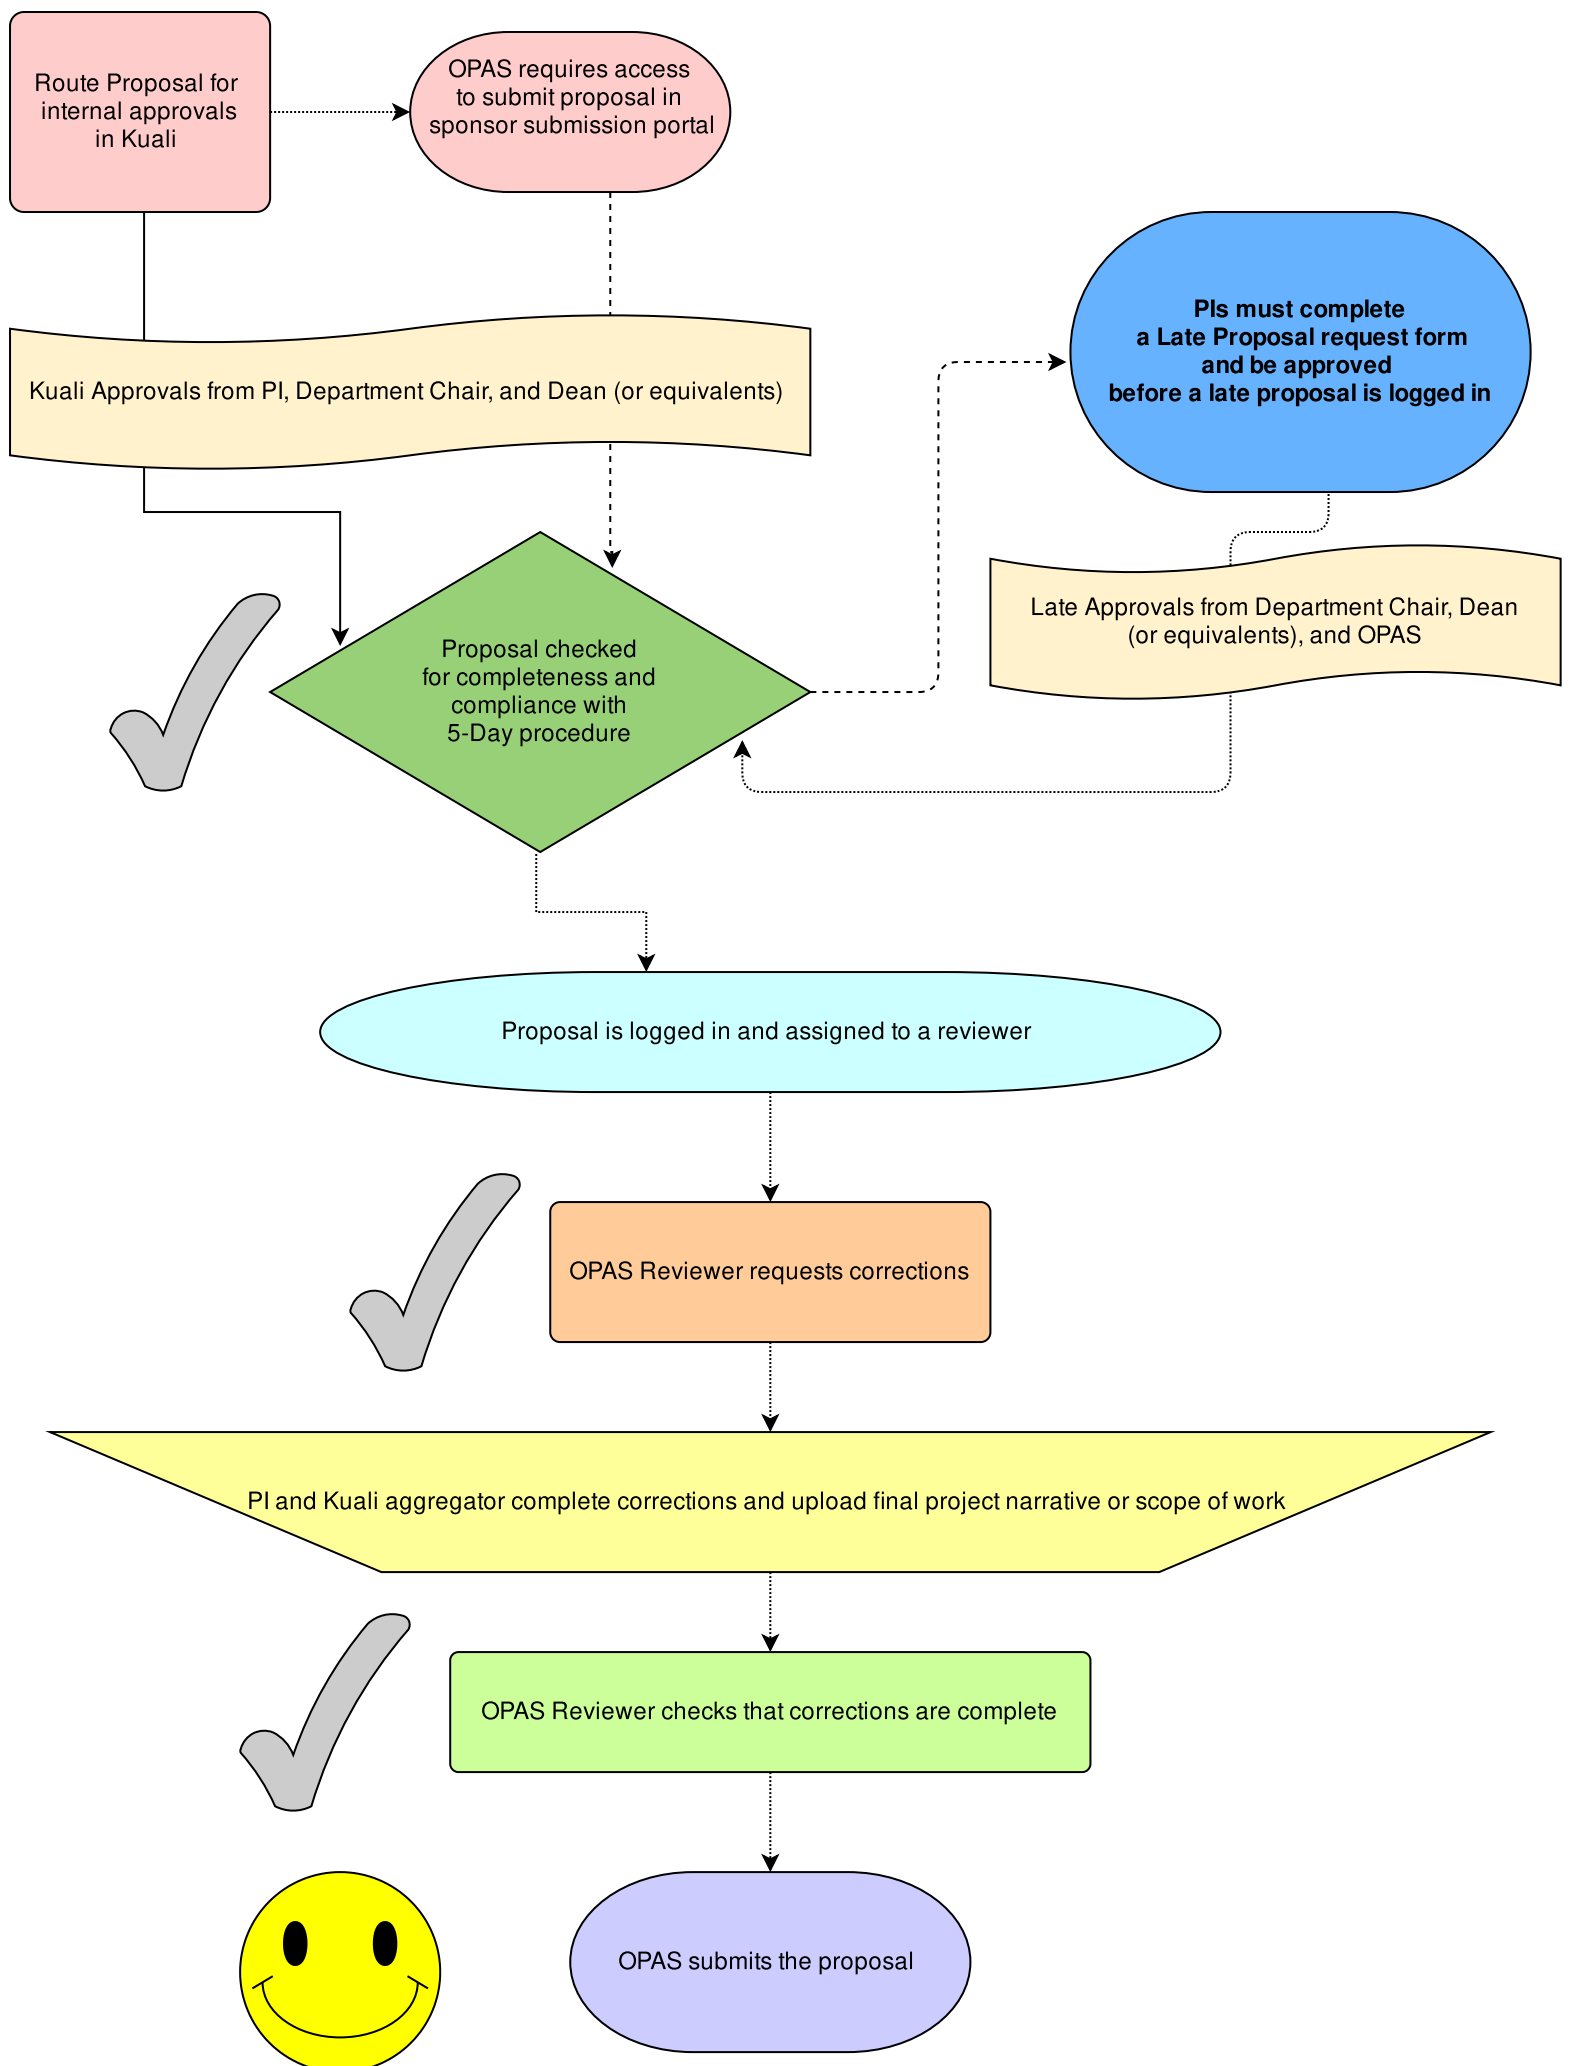 Route Proposal for
internal approvals
in Kuali
OPAS requires access
to submit proposal in
sponsor submission portal
PIs must complete
a Late Proposal request form
and be approved
before a late proposal is logged in
Kuali Approvals from PI, Department Chair, and Dean (or equivalents)
Late Approvals from Department Chair, Dean
(or equivalents), and OPAS
Proposal checked
for completeness and
compliance with
5-Day procedure
Proposal is logged in and assigned to a reviewer
OPAS Reviewer requests corrections
PI and Kuali aggregator complete corrections and upload final project narrative or scope of work
OPAS Reviewer checks that corrections are complete
OPAS submits the proposal